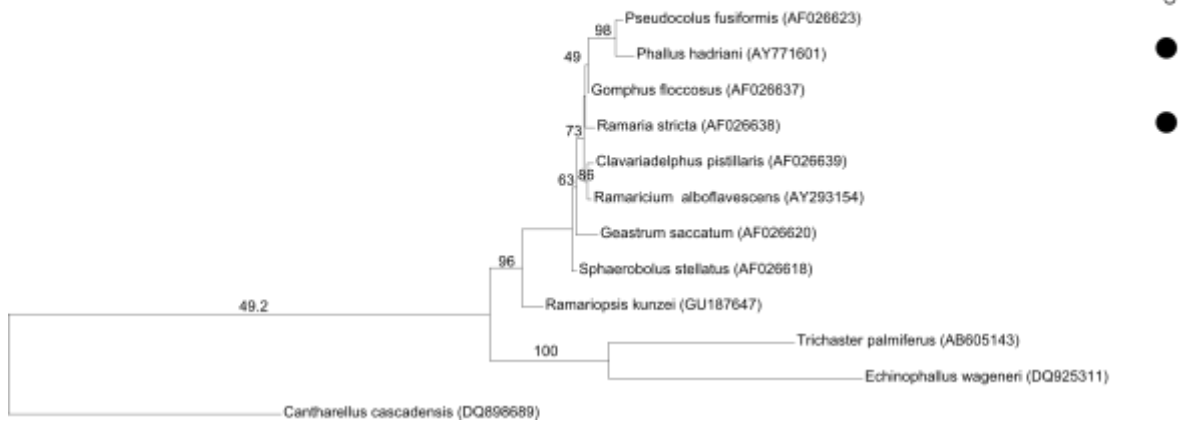 Pseudocolus fusiformis (AF026623)
98
Phallus hadriani (AY771601)
49
Gomphus floccosus (AF026637)
Ramaria stricta (AF026638)
73
Clavariadelphus pistillaris (AF026639)
63
86
Ramaricium alboflavescens (AY293154)
Geastrum saccatum (AF026620)
96
Sphaerobolus stellatus (AF026618)
Ramariopsis kunzei (GU187647)
49.2
Trichaster palmiferus (AB605143)
100
Echinophallus wageneri (DQ925311)
Cantharellus cascadensis (DQ898689)